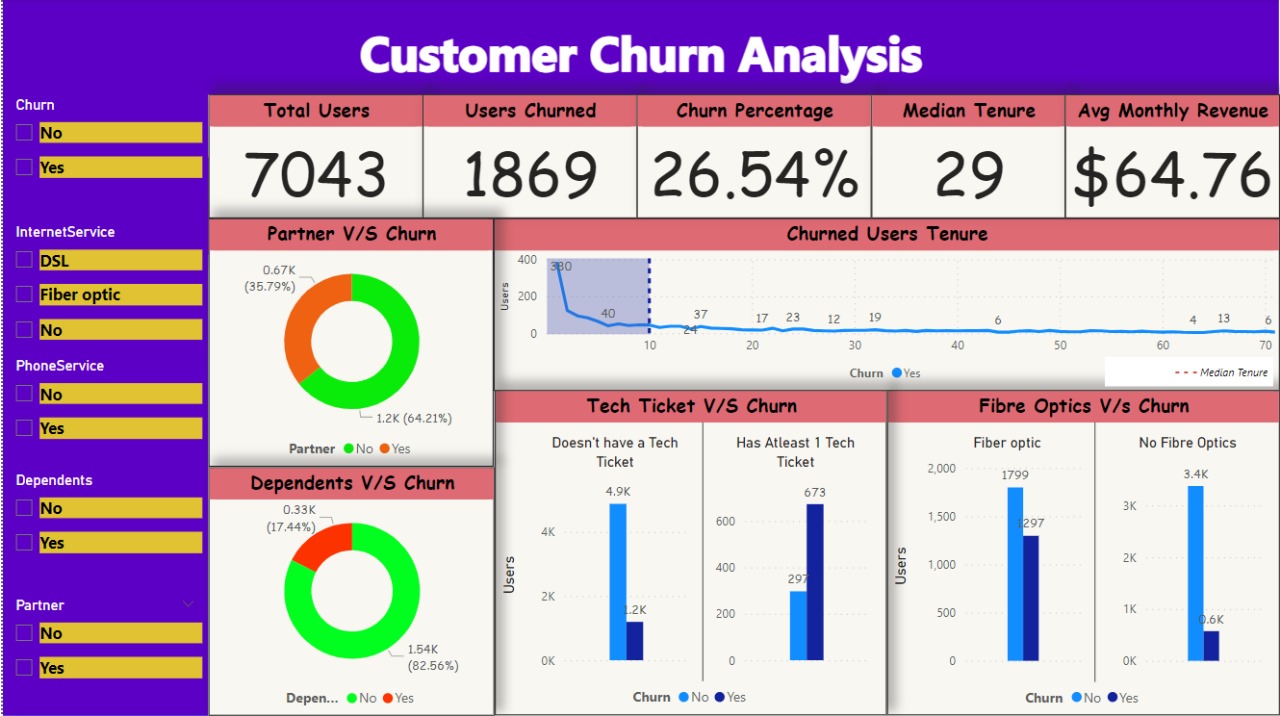 Customer Churn Analysis
Churn
No
Yes
InternetService
DSL
Fiber optic
No
PhoneService
No
Yes
Dependents
No
Yes
Partner
No
Yes
Total Users
7043
Users Churned
1869
Churn Percentage
26.54%
Median Tenure
29
Avg Monthly Revenue
$64.76
Partner V/S Churn
0.67K
(35.79%)
1.2K (64.21%)
Partner No Yes
Churned Users Tenure
Users
400
200
0
380
40
24
37
17
23
12
19
6
4
13
6
10
20
30
40
50
60
70
Churn Yes
Median Tenure
Dependents V/S Churn
0.33K
(17.44%)
1.54K
(82.56%)
Depen... No Yes
Tech Ticket V/S Churn
Doesn't have a Tech
Ticket
Has Atleast 1 Tech
Ticket
Users
4K
2K
0K
4.9K
1.2K
600
400
200
0
297
673
Churn No Yes
Fibre Optics V/s Churn
Fiber optic
No Fibre Optics
Users
2,000
1,500
1,000
500
0
1799
1297
3K
2K
1K
0K
3.4K
0.6K
Churn No Yes